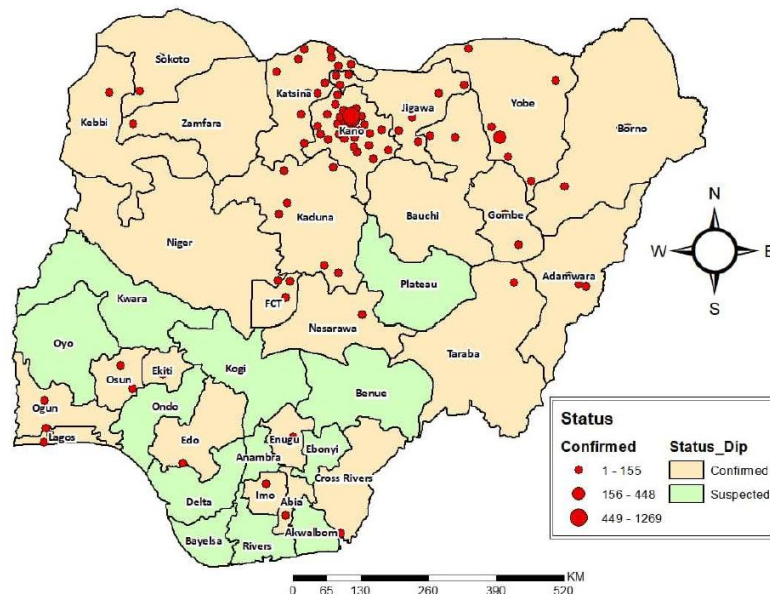 Sokoto
Katsina
Kebbi
Zamfara
Jigawa
Yobe
Borno
Kano
Kaduna
Bauchi
Gombe
Niger
Adamwara
Plateau
Kwara
FCT
Nasarawa
Taraba
Oyo
Osun
Ekiti
Kogi
Benue
Ogun
Ondo
Lagos
Edo
Enugu
Anambra
Ebonyi
Cross Rivers
Imo
Abia
Delta
Akwalbom
Bayelsa
Rivers
N
W
E
S
Status
Confirmed
Status_Dip
1 - 155
Confirmed
156 - 448
Suspected
449 - 1269
KM
0 65 130 260 390 520